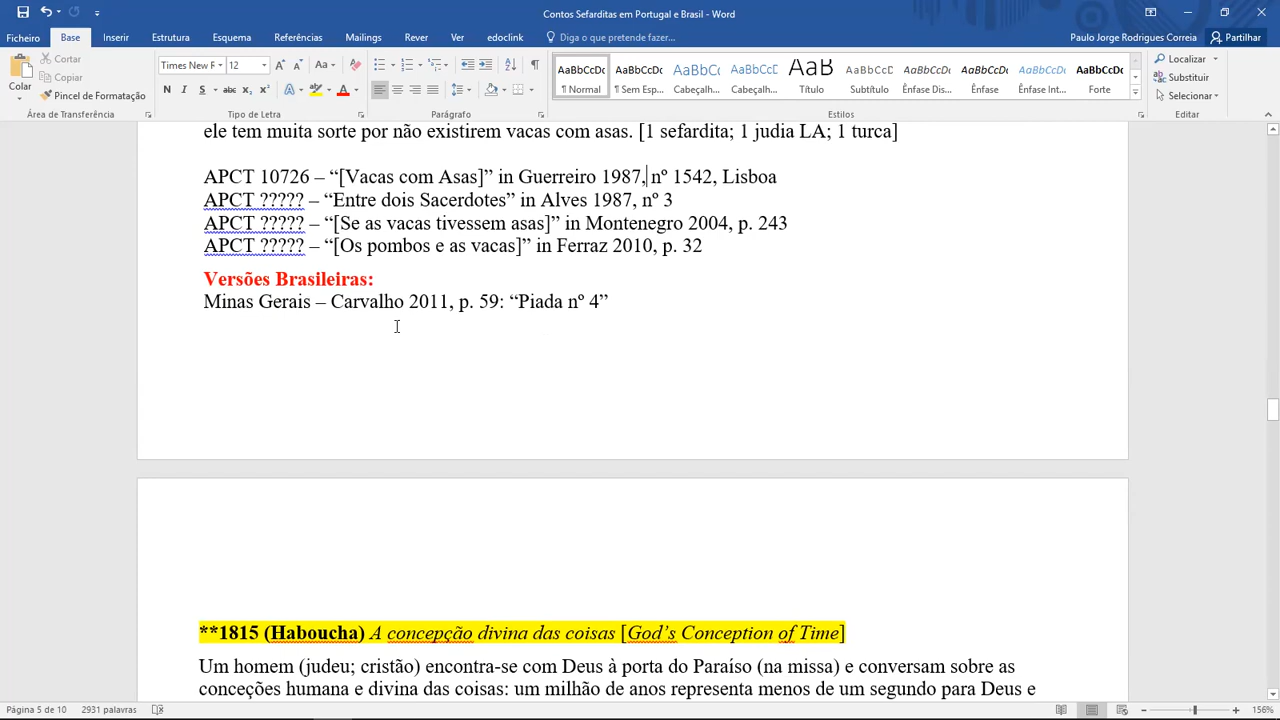 Contos Sefarditas em Portugal e Brasil - Word
Ficheiro Base Inserir Estrutura Esquema Referências Mailings Rever Ver edoclink Diga o que pretende fazer... Paulo Jorge Rodrigues Correia Partilhar
Colar
Cortar
Copiar
Pincel de Formatação
Área de Transferência
Times New R 12 A A Aa
N I S abc x₂ x² A A
Tipo de Letra
Parágrafo
AaBbCcDc AaBbCcDc AaBbCc AaBbCcC AaB AaBbCcC AaBbCcDc AaBbCcDc AaBbCcDc AaBbCcDc
¶ Normal ¶ Sem Esp... Cabeçalh... Cabeçalh... Título Subtítulo Ênfase Dis... Ênfase Ênfase Int... Forte
Estilos
Localizar
Substituir
Selecionar
Editar
ele tem muita sorte por não existirem vacas com asas. [1 sefardita; 1 judia LA; 1 turca]
APCT 10726 – “[Vacas com Asas]” in Guerreiro 1987, nº 1542, Lisboa
APCT ????? – “Entre dois Sacerdotes” in Alves 1987, nº 3
APCT ????? – “[Se as vacas tivessem asas]” in Montenegro 2004, p. 243
APCT ????? – “[Os pombos e as vacas]” in Ferraz 2010, p. 32
Versões Brasileiras:
Minas Gerais – Carvalho 2011, p. 59: “Piada nº 4”
**1815 (Haboucha) A concepção divina das coisas [God’s Conception of Time]
Um homem (judeu; cristão) encontra-se com Deus à porta do Paraíso (na missa) e conversam sobre as
conceções humana e divina das coisas: um milhão de anos representa menos de um segundo para Deus e
Página 5 de 10 2931 palavras 156%